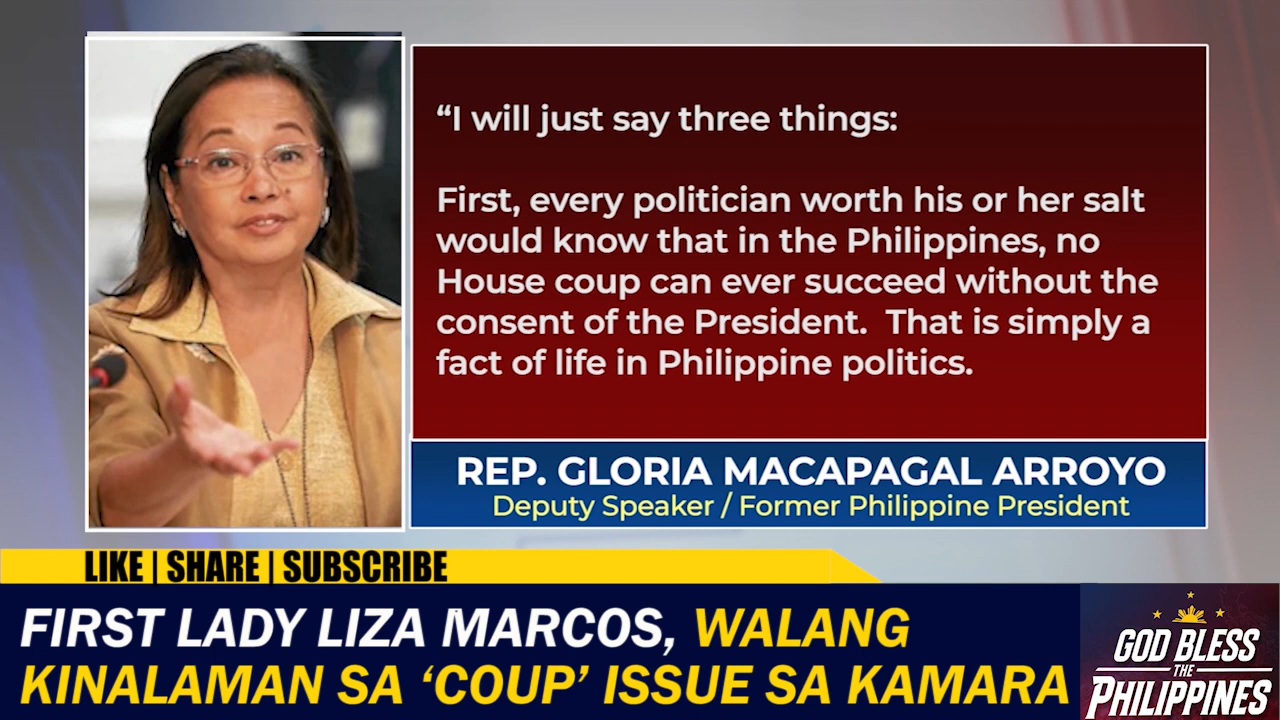 “I will just say three things:
First, every politician worth his or her salt
would know that in the Philippines, no
House coup can ever succeed without the
consent of the President.  That is simply a
fact of life in Philippine politics.
REP. GLORIA MACAPAGAL ARROYO
Deputy Speaker / Former Philippine President
LIKE | SHARE | SUBSCRIBE
FIRST LADY LIZA MARCOS, WALANG
KINALAMAN SA ‘COUP’ ISSUE SA KAMARA
GOD BLESS
THE
PHILIPPINES